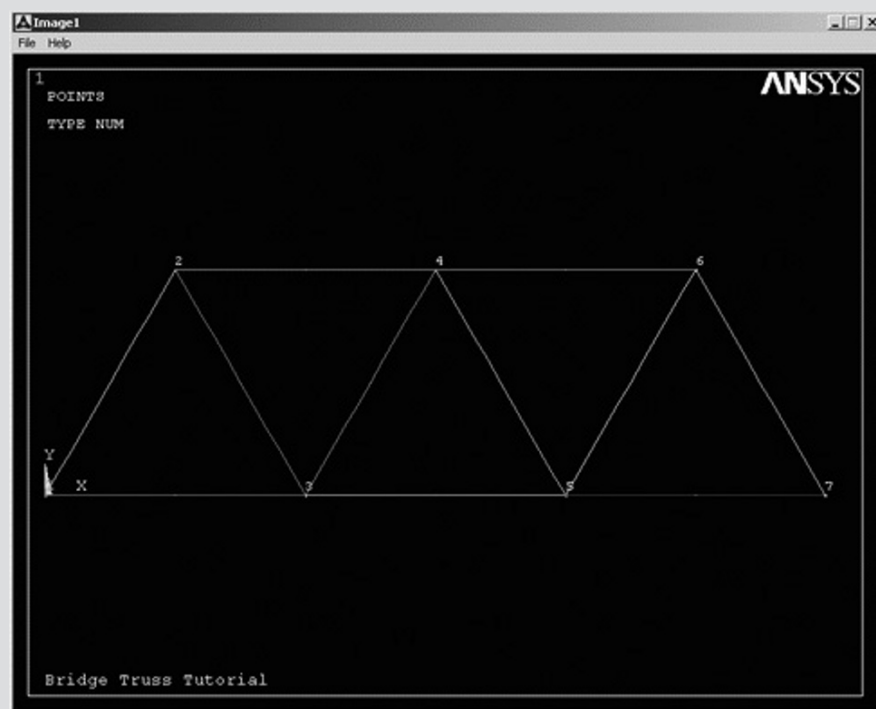 Image1
File Help
1
ANSYS
POINTS
TYPE NUM
2 4 6
Y
X 3 5 7
Bridge Truss Tutorial